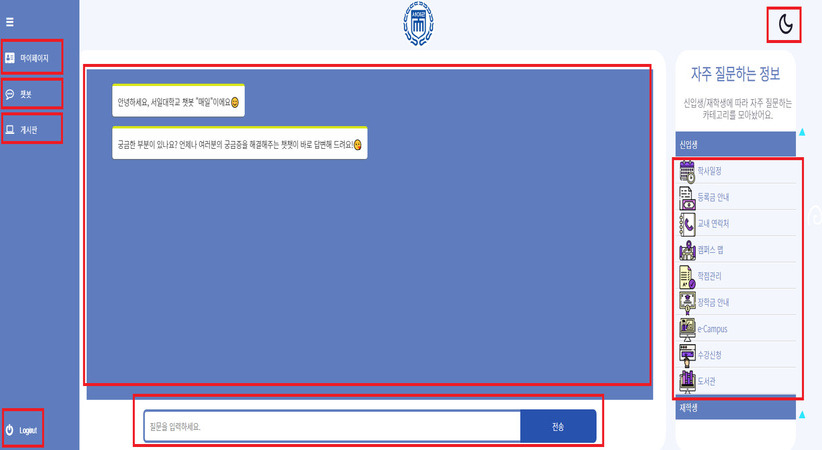 마이페이지
챗봇
게시판
Logout
안녕하세요, 서일대학교 챗봇 "매일"이에요
궁금한 부분이 있나요? 언제나 여러분의 궁금증을 해결해주는 챗챗이 바로 답변해 드려요!
질문을 입력하세요.
전송
자주 질문하는 정보
신입생/재학생에 따라 자주 질문하는
카테고리를 모아놨어요.
신입생
학사일정
등록금 안내
교내 연락처
캠퍼스 맵
학점관리
장학금 안내
e-Campus
수강신청
도서관
재학생